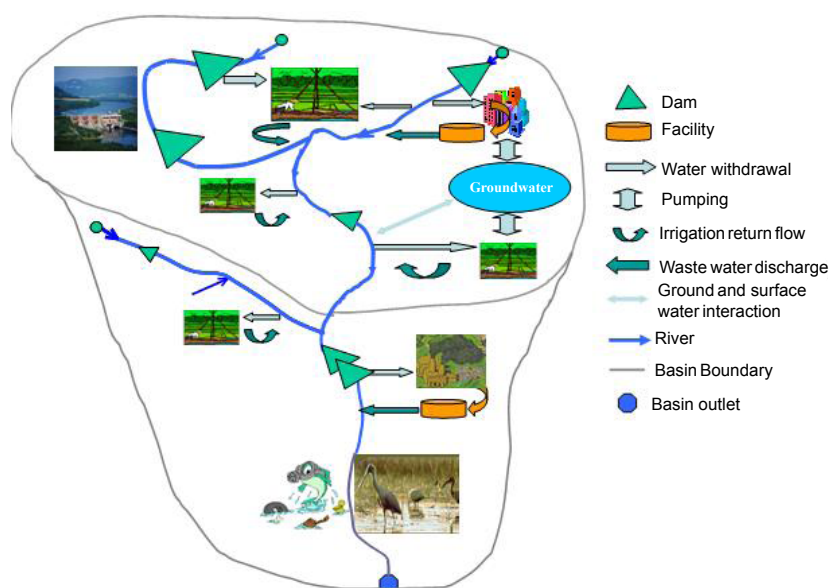 Groundwater
Dam
Facility
Water withdrawal
Pumping
Irrigation return flow
Waste water discharge
Ground and surface
water interaction
River
Basin Boundary
Basin outlet